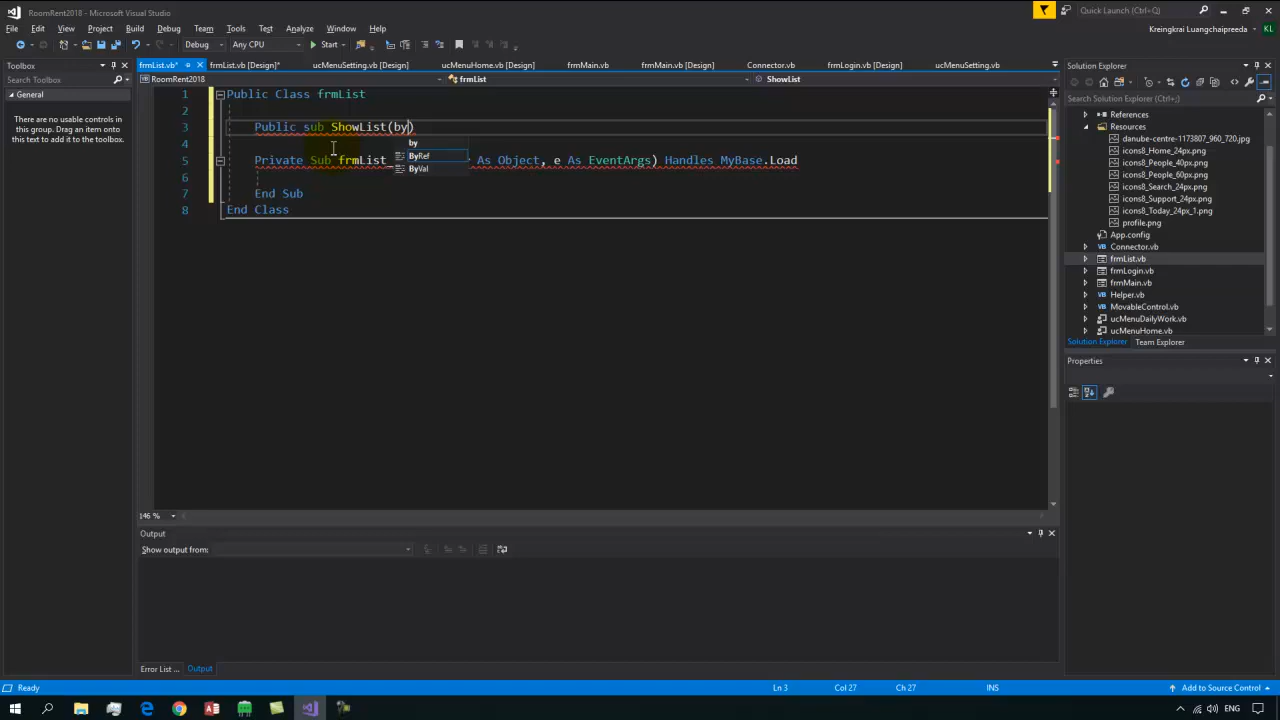 RoomRent2018 - Microsoft Visual Studio
Quick Launch (Ctrl+Q)
File Edit View Project Build Debug Team Tools Test Analyze Window Help
Kreingkrai Luangchaipreeda KL
Debug Any CPU Start
Toolbox
frmList.vb* frmList.vb [Design]* ucMenuSetting.vb [Design] ucMenuHome.vb [Design] frmMain.vb frmMain.vb [Design] Connector.vb frmLogin.vb [Design] ucMenuSetting.vb
Solution Explorer
Search Toolbox
RoomRent2018 frmList ShowList
General
There are no usable controls in
this group. Drag an item onto
this text to add it to the toolbox.
1 Public Class frmList
2
3 Public sub ShowList(by)
by
4
ByRef
5 Private Sub frmList_ As Object, e As EventArgs) Handles MyBase.Load
ByVal
6
7 End Sub
8 End Class
Search Solution Explorer (Ctrl+;)
References
Resources
danube-centre-1173807_960_720.jpg
icons8_Home_24px.png
icons8_People_40px.png
icons8_People_60px.png
icons8_Search_24px.png
icons8_Support_24px.png
icons8_Today_24px_1.png
profile.png
App.config
Connector.vb
frmList.vb
frmLogin.vb
frmMain.vb
Helper.vb
MovableControl.vb
ucMenuDailyWork.vb
ucMenuHome.vb
Solution Explorer Team Explorer
Properties
146 %
Output
Show output from:
Error List ... Output
Ready Ln 3 Col 27 Ch 27 INS Add to Source Control
ENG